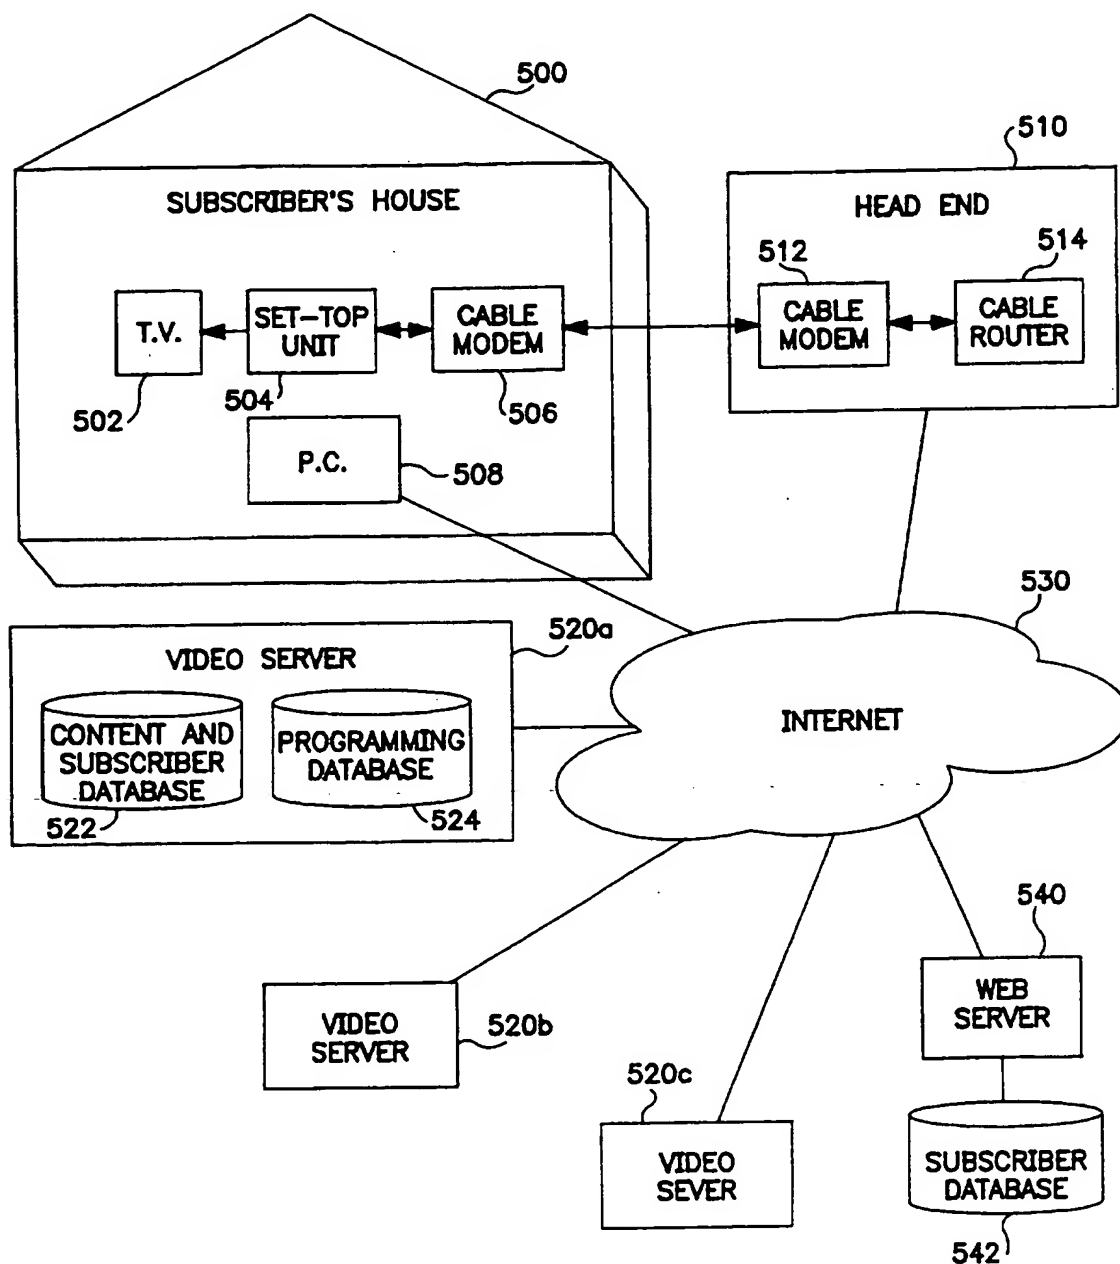 500
SUBSCRIBER'S HOUSE
T.V.
502
SET-TOP
UNIT
504
CABLE
MODEM
506
P.C.
508
510
HEAD END
512
CABLE
MODEM
514
CABLE
ROUTER
520a
VIDEO SERVER
CONTENT AND
SUBSCRIBER
DATABASE
522
PROGRAMMING
DATABASE
524
530
INTERNET
VIDEO
SERVER
520b
520c
VIDEO
SEVER
540
WEB
SERVER
SUBSCRIBER
DATABASE
542